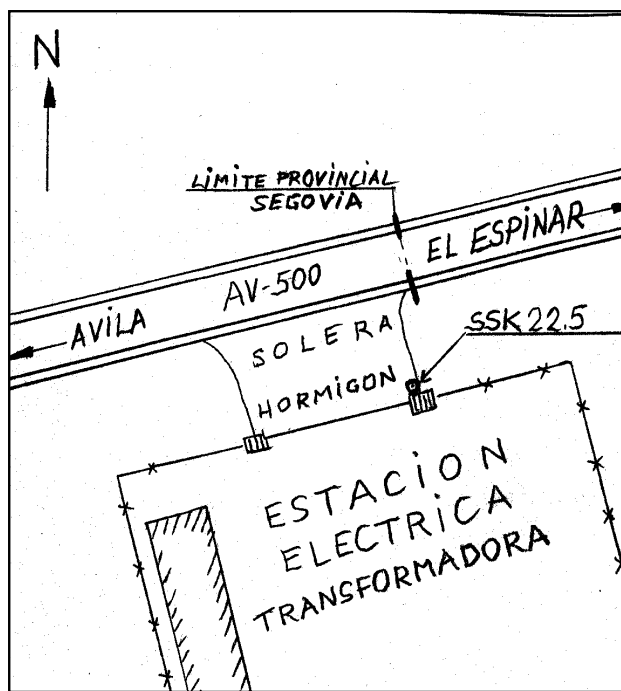 N
LIMITE PROVINCIAL
SEGOVIA
EL ESPINAR
AV-500
AVILA
SOLERA
SSK 22.5
HORMIGON
ESTACION
ELECTRICA
TRANSFORMADORA